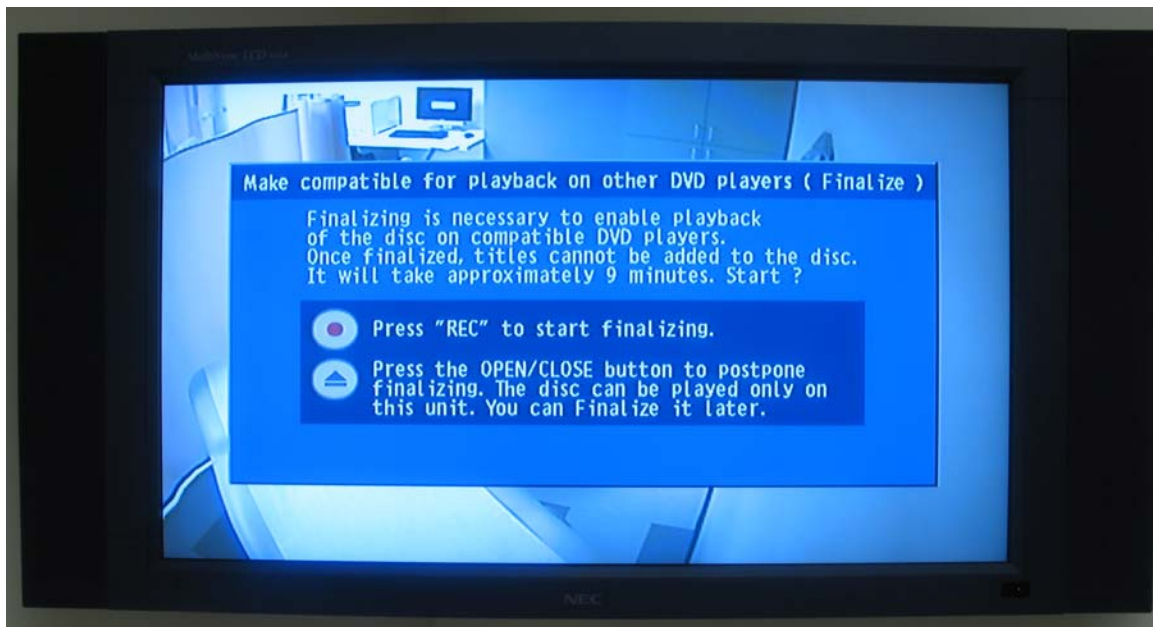 MultiSync LCD
Make compatible for playback on other DVD players ( Finalize )
Finalizing is necessary to enable playback
of the disc on compatible DVD players.
Once finalized, titles cannot be added to the disc.
It will take approximately 9 minutes. Start ?
Press "REC" to start finalizing.
Press the OPEN/CLOSE button to postpone
finalizing. The disc can be played only on
this unit. You can Finalize it later.
NEC